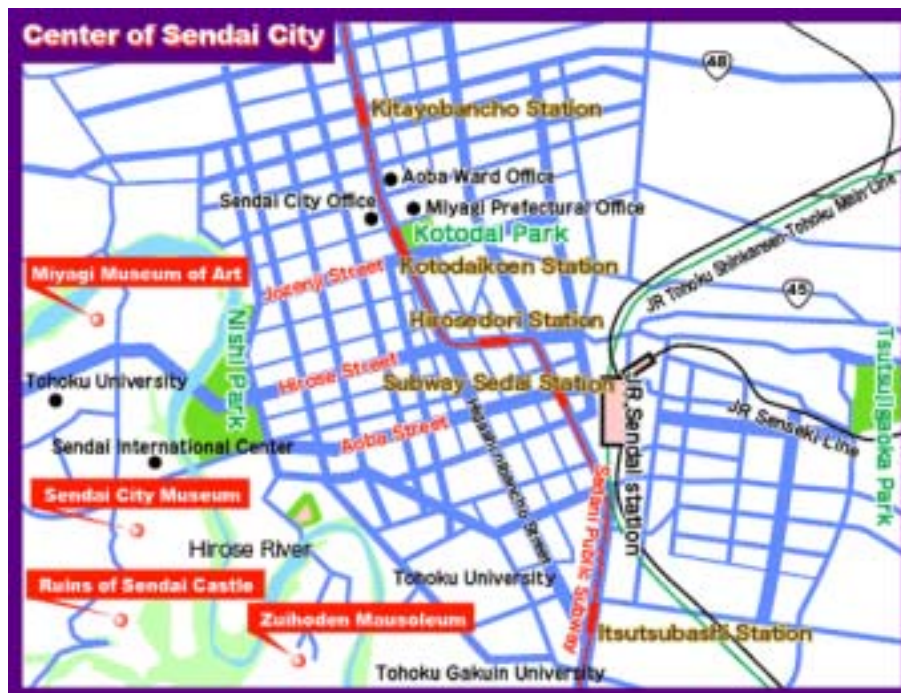 Center of Sendai City
48
Kitayobancho Station
Aoba Ward Office
Sendai City Office
Miyagi Prefectural Office
Kotodai Park
JR Tohoku Shinkansen·Tohoku Main Line
Miyagi Museum of Art
Jozenji Street
Kotodaikoen Station
45
Nishi Park
Hirosedori Station
Tsutsujigaoka Park
Hirose Street
Tohoku University
Subway Sedai Station
JR Sendai station
JR Senseki Line
Aoba Street
Higashichibancho Street
Sendai International Center
Sendai City Museum
Hirose River
Sedani Public Subway
Tohoku University
Ruins of Sendai Castle
Zuihoden Mausoleum
Itsutsubashi Station
Tohoku Gakuin University